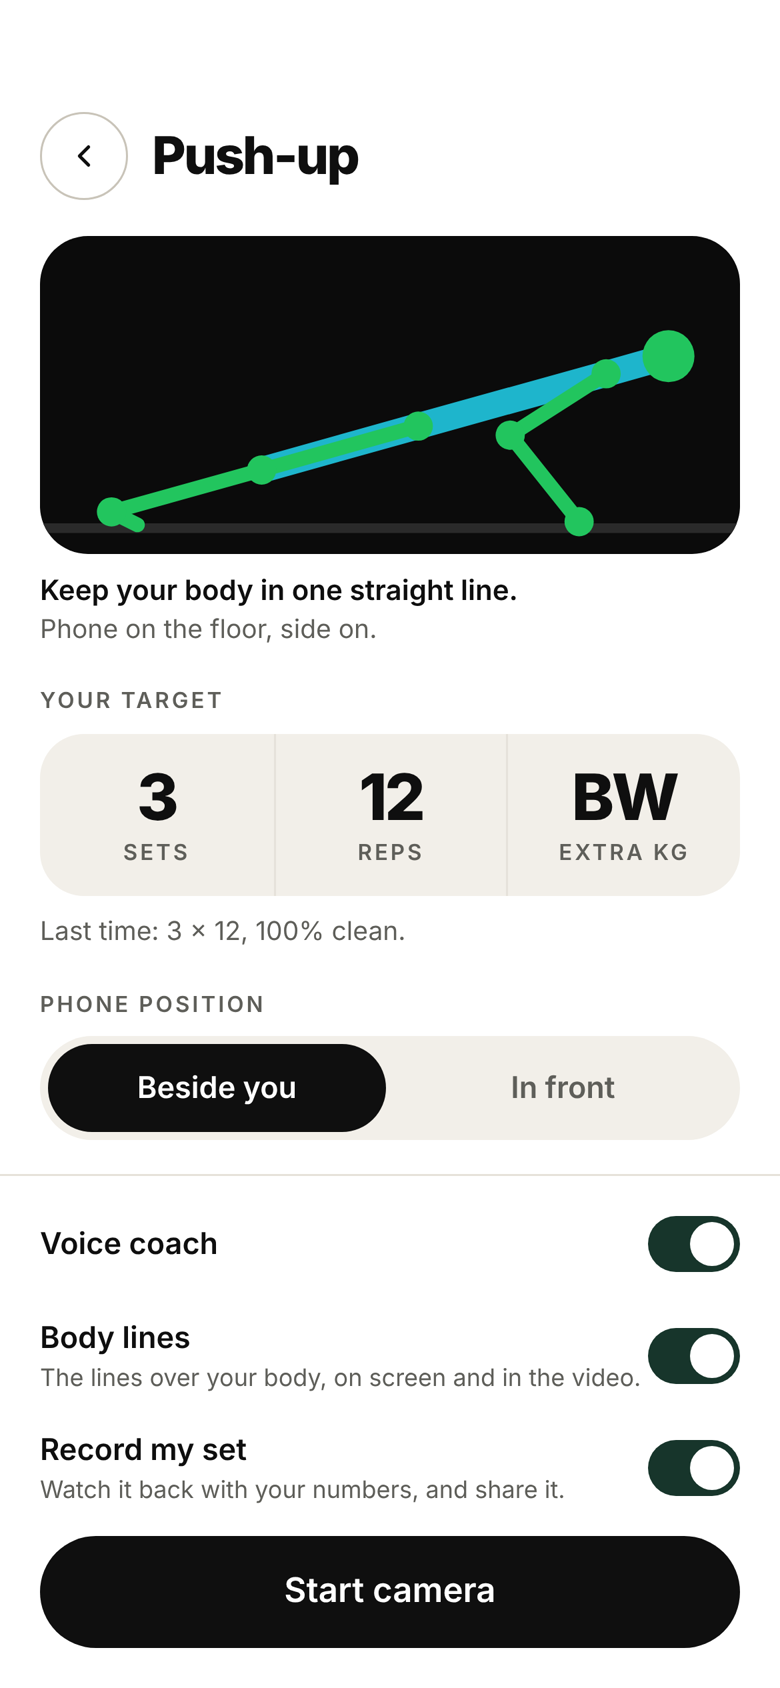 Push-up
Keep your body in one straight line.
Phone on the floor, side on.
YOUR TARGET
3
SETS
12
REPS
BW
EXTRA KG
Last time: 3 × 12, 100% clean.
PHONE POSITION
Beside you
In front
Voice coach
Body lines
The lines over your body, on screen and in the video.
Record my set
Watch it back with your numbers, and share it.
Start camera